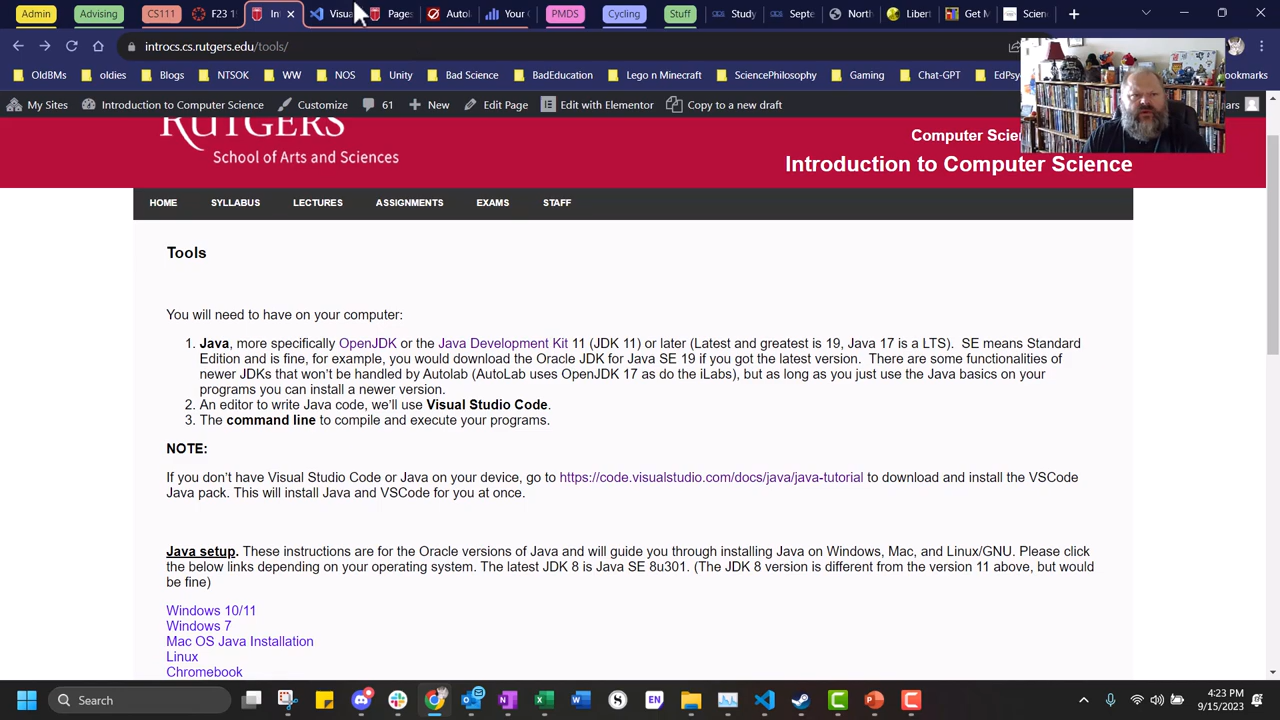 Admin Advising CS111 F23 1 In Visu Pages Autol Your PMDS Cycling Stuff Study Septe North Libert Get M Scien
introcs.cs.rutgers.edu/tools/
OldBMs oldies Blogs NTSOK WW NOS Unity Bad Science BadEducation Lego n Minecraft SciencePhilosophy Gaming Chat-GPT EdPsy okmarks
My Sites Introduction to Computer Science Customize 61 New Edit Page Edit with Elementor Copy to a new draft ars
RUTGERS
School of Arts and Sciences
Computer Scien
Introduction to Computer Science
HOME SYLLABUS LECTURES ASSIGNMENTS EXAMS STAFF
Tools
You will need to have on your computer:
1. Java, more specifically OpenJDK or the Java Development Kit 11 (JDK 11) or later (Latest and greatest is 19, Java 17 is a LTS). SE means Standard
Edition and is fine, for example, you would download the Oracle JDK for Java SE 19 if you got the latest version. There are some functionalities of
newer JDKs that won't be handled by Autolab (AutoLab uses OpenJDK 17 as do the iLabs), but as long as you just use the Java basics on your
programs you can install a newer version.
2. An editor to write Java code, we'll use Visual Studio Code.
3. The command line to compile and execute your programs.
NOTE:
If you don't have Visual Studio Code or Java on your device, go to https://code.visualstudio.com/docs/java/java-tutorial to download and install the VSCode
Java pack. This will install Java and VSCode for you at once.
Java setup. These instructions are for the Oracle versions of Java and will guide you through installing Java on Windows, Mac, and Linux/GNU. Please click
the below links depending on your operating system. The latest JDK 8 is Java SE 8u301. (The JDK 8 version is different from the version 11 above, but would
be fine)
Windows 10/11
Windows 7
Mac OS Java Installation
Linux
Chromebook
Search EN 4:23 PM
9/15/2023